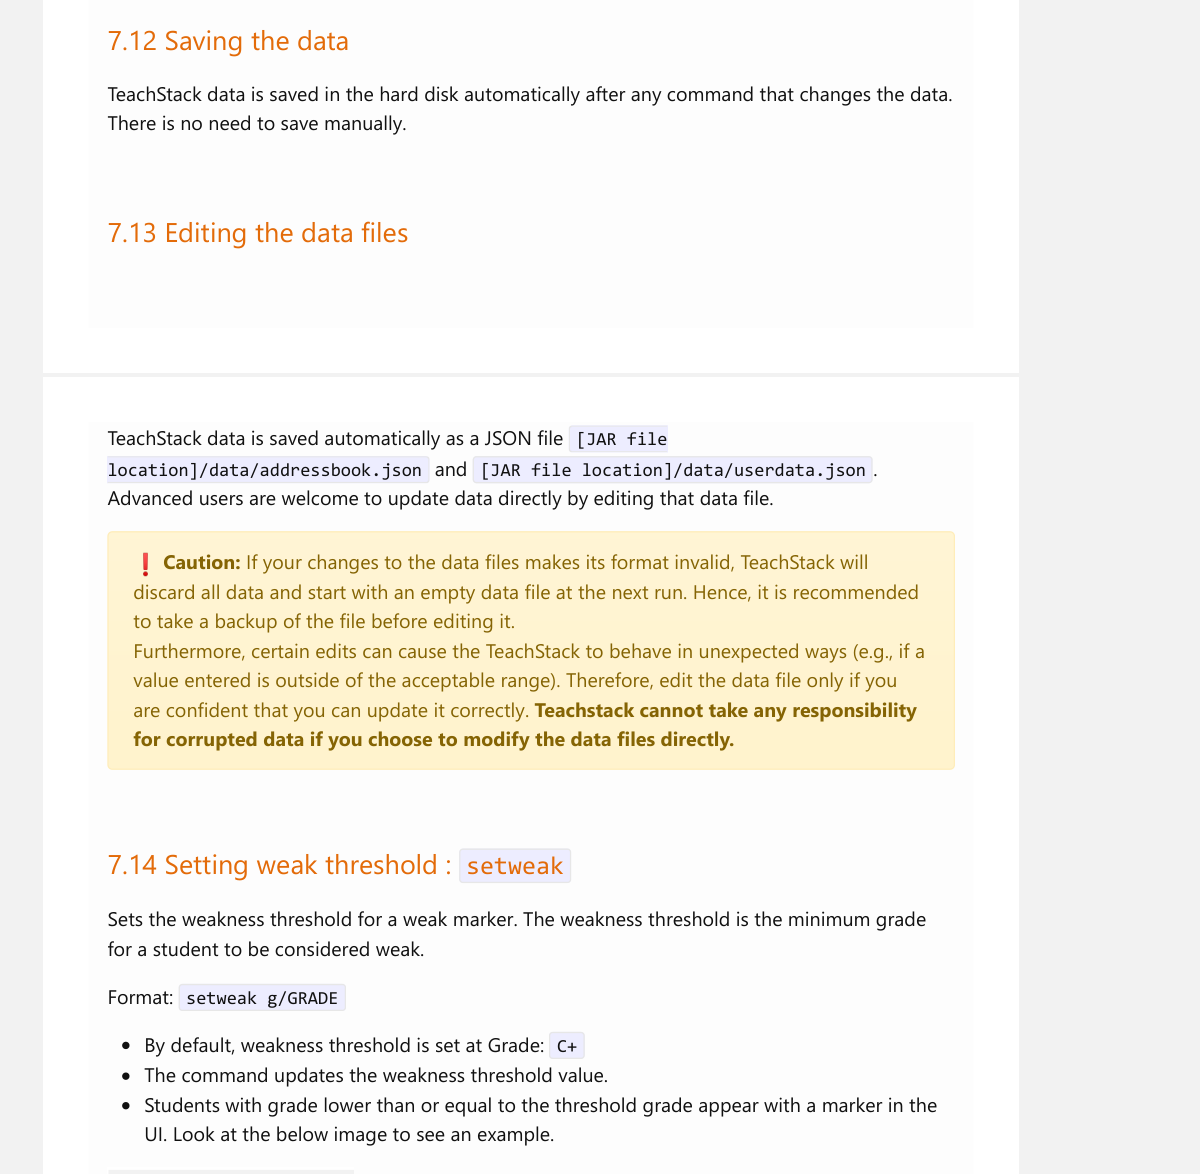 7.12 Saving the data
TeachStack data is saved in the hard disk automatically after any command that changes the data.
There is no need to save manually.
7.13 Editing the data files
TeachStack data is saved automatically as a JSON file [JAR file
location]/data/addressbook.json and [JAR file location]/data/userdata.json.
Advanced users are welcome to update data directly by editing that data file.
❗ Caution: If your changes to the data files makes its format invalid, TeachStack will
discard all data and start with an empty data file at the next run. Hence, it is recommended
to take a backup of the file before editing it.
Furthermore, certain edits can cause the TeachStack to behave in unexpected ways (e.g., if a
value entered is outside of the acceptable range). Therefore, edit the data file only if you
are confident that you can update it correctly. Teachstack cannot take any responsibility
for corrupted data if you choose to modify the data files directly.
7.14 Setting weak threshold : setweak
Sets the weakness threshold for a weak marker. The weakness threshold is the minimum grade
for a student to be considered weak.
Format: setweak g/GRADE
• By default, weakness threshold is set at Grade: C+
• The command updates the weakness threshold value.
• Students with grade lower than or equal to the threshold grade appear with a marker in the
UI. Look at the below image to see an example.